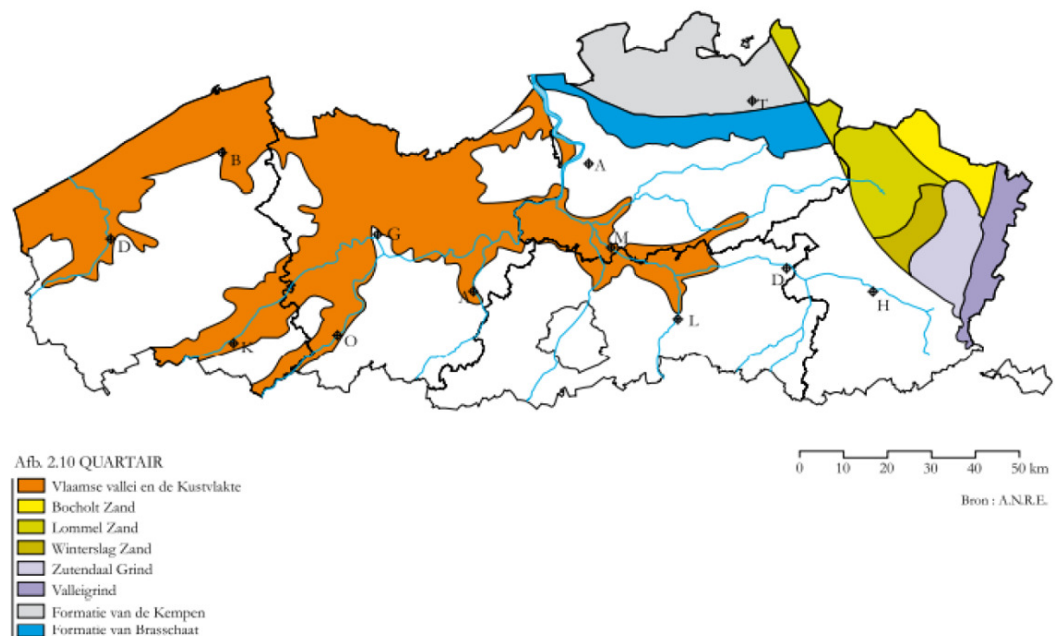 T
B
A
D
G
M
A
D
H
L
K
O
Afb. 2.10 QUARTAIR
0 10 20 30 40 50 km
Vlaamse vallei en de Kustvlakte
Bron : A.N.R.E.
Bocholt Zand
Lommel Zand
Winterslag Zand
Zutendaal Grind
Valleigrind
Formatie van de Kempen
Formatie van Brasschaat